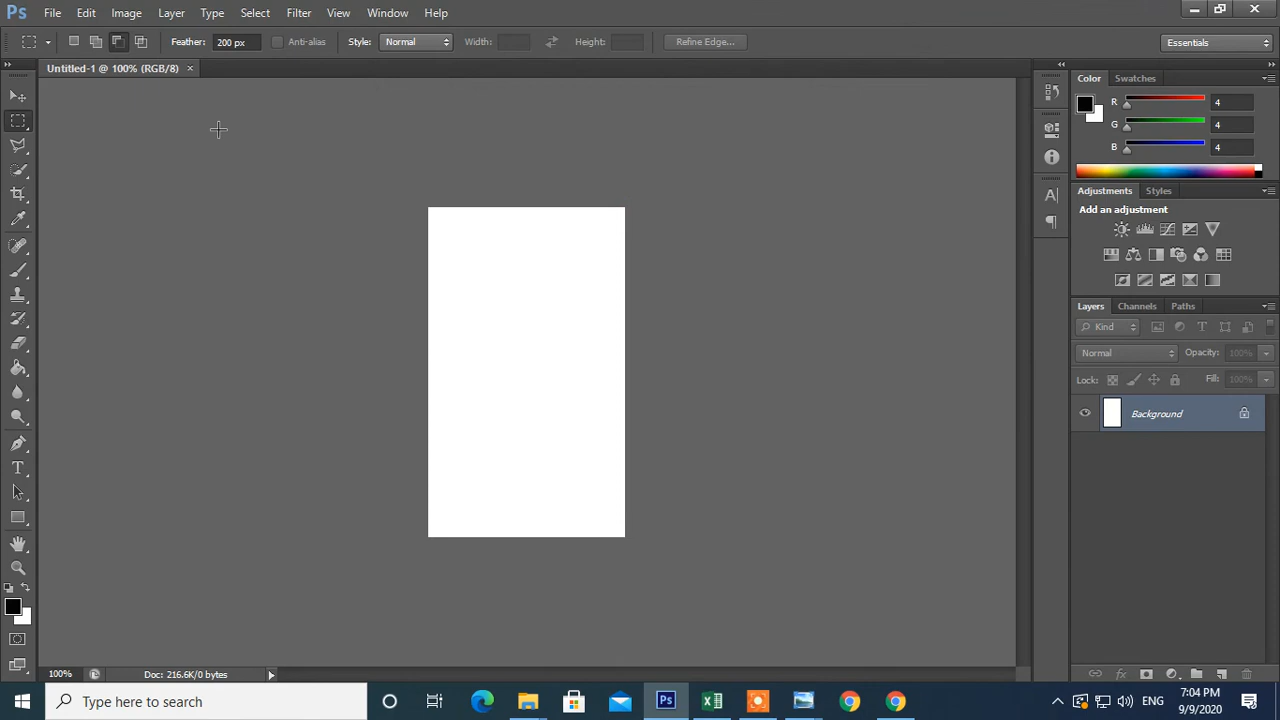 Ps File Edit Image Layer Type Select Filter View Window Help
Feather: 200 px Anti-alias Style: Normal Width: Height: Refine Edge... Essentials
Untitled-1 @ 100% (RGB/8) ×
Color Swatches
R 4
G 4
B 4
Adjustments Styles
Add an adjustment
Layers Channels Paths
Kind T
Normal Opacity: 100%
Lock: Fill: 100%
Background
T
A
fx
100% Doc: 216.6K/0 bytes
Type here to search
Ps
ENG
7:04 PM
9/9/2020